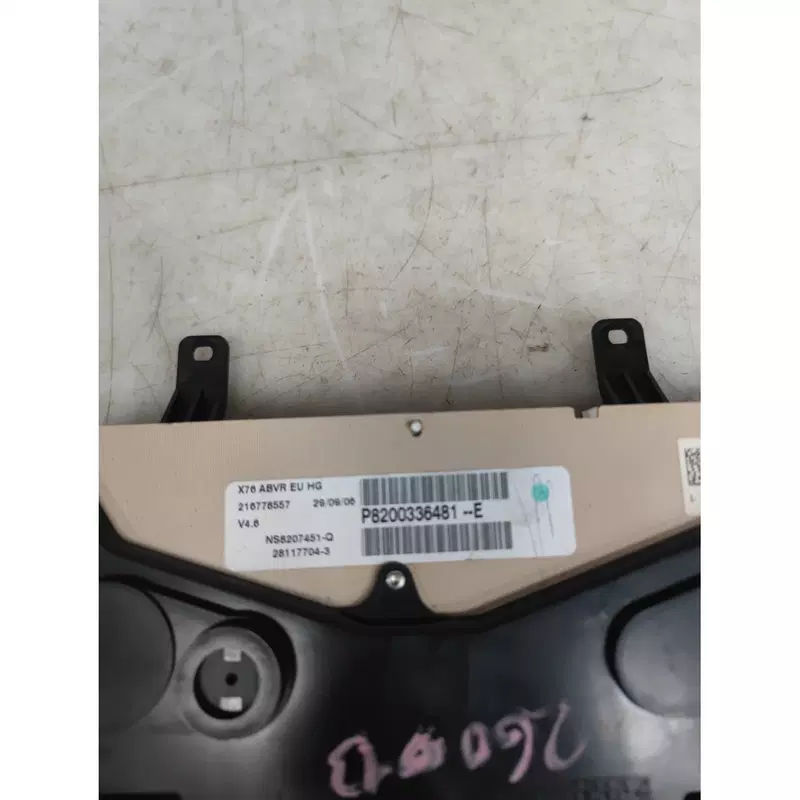 X76 ABVR EU HG
216778557 29/09/06
V4.6
P8200336481--E
NS8207451-Q
28117704-3